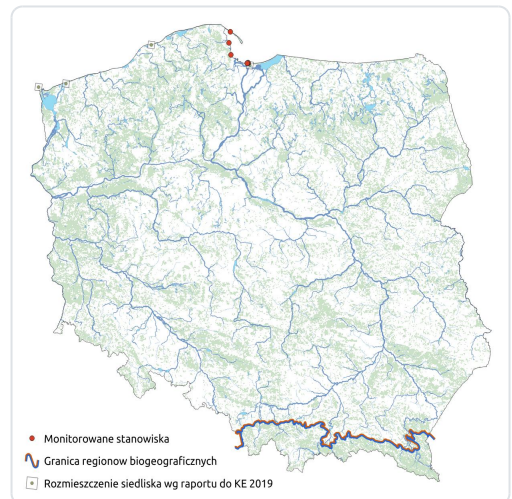 Monitorowane stanowiska
Granica regionow biogeograficznych
Rozmieszczenie siedliska wg raportu do KE 2019